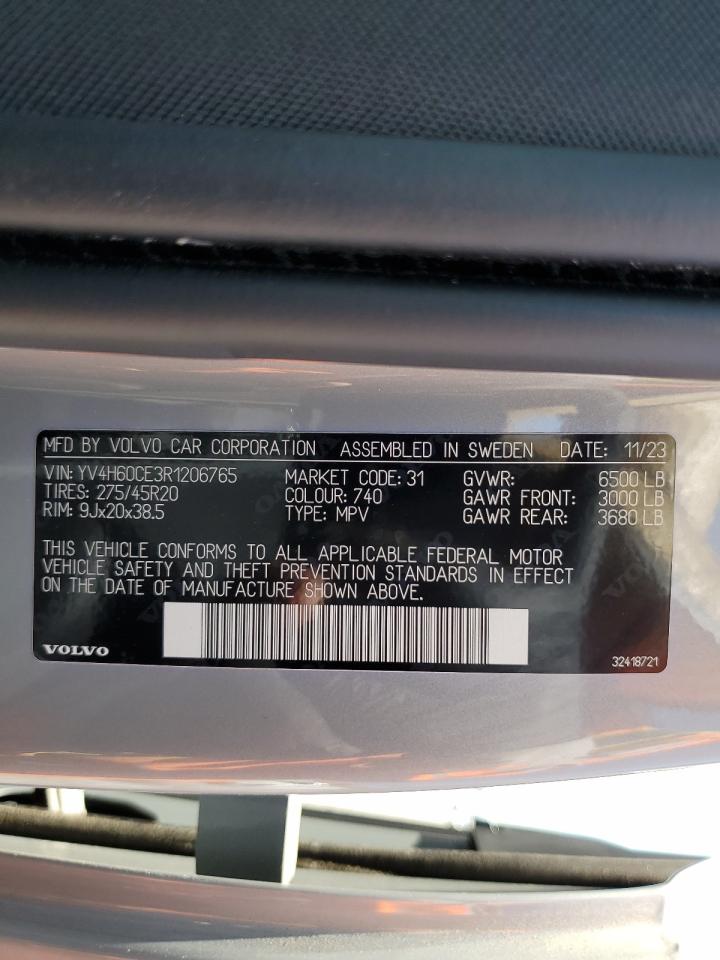 MFD BY VOLVO CAR CORPORATION ASSEMBLED IN SWEDEN DATE: 11/23
VIN: YV4H60CE3R1206765 MARKET CODE: 31 GVWR: 6500 LB
TIRES: 275/45R20 COLOUR: 740 GAWR FRONT: 3000 LB
RIM: 9Jx20x38.5 TYPE: MPV GAWR REAR: 3680 LB
THIS VEHICLE CONFORMS TO ALL APPLICABLE FEDERAL MOTOR
VEHICLE SAFETY AND THEFT PREVENTION STANDARDS IN EFFECT
ON THE DATE OF MANUFACTURE SHOWN ABOVE.
VOLVO 32418721